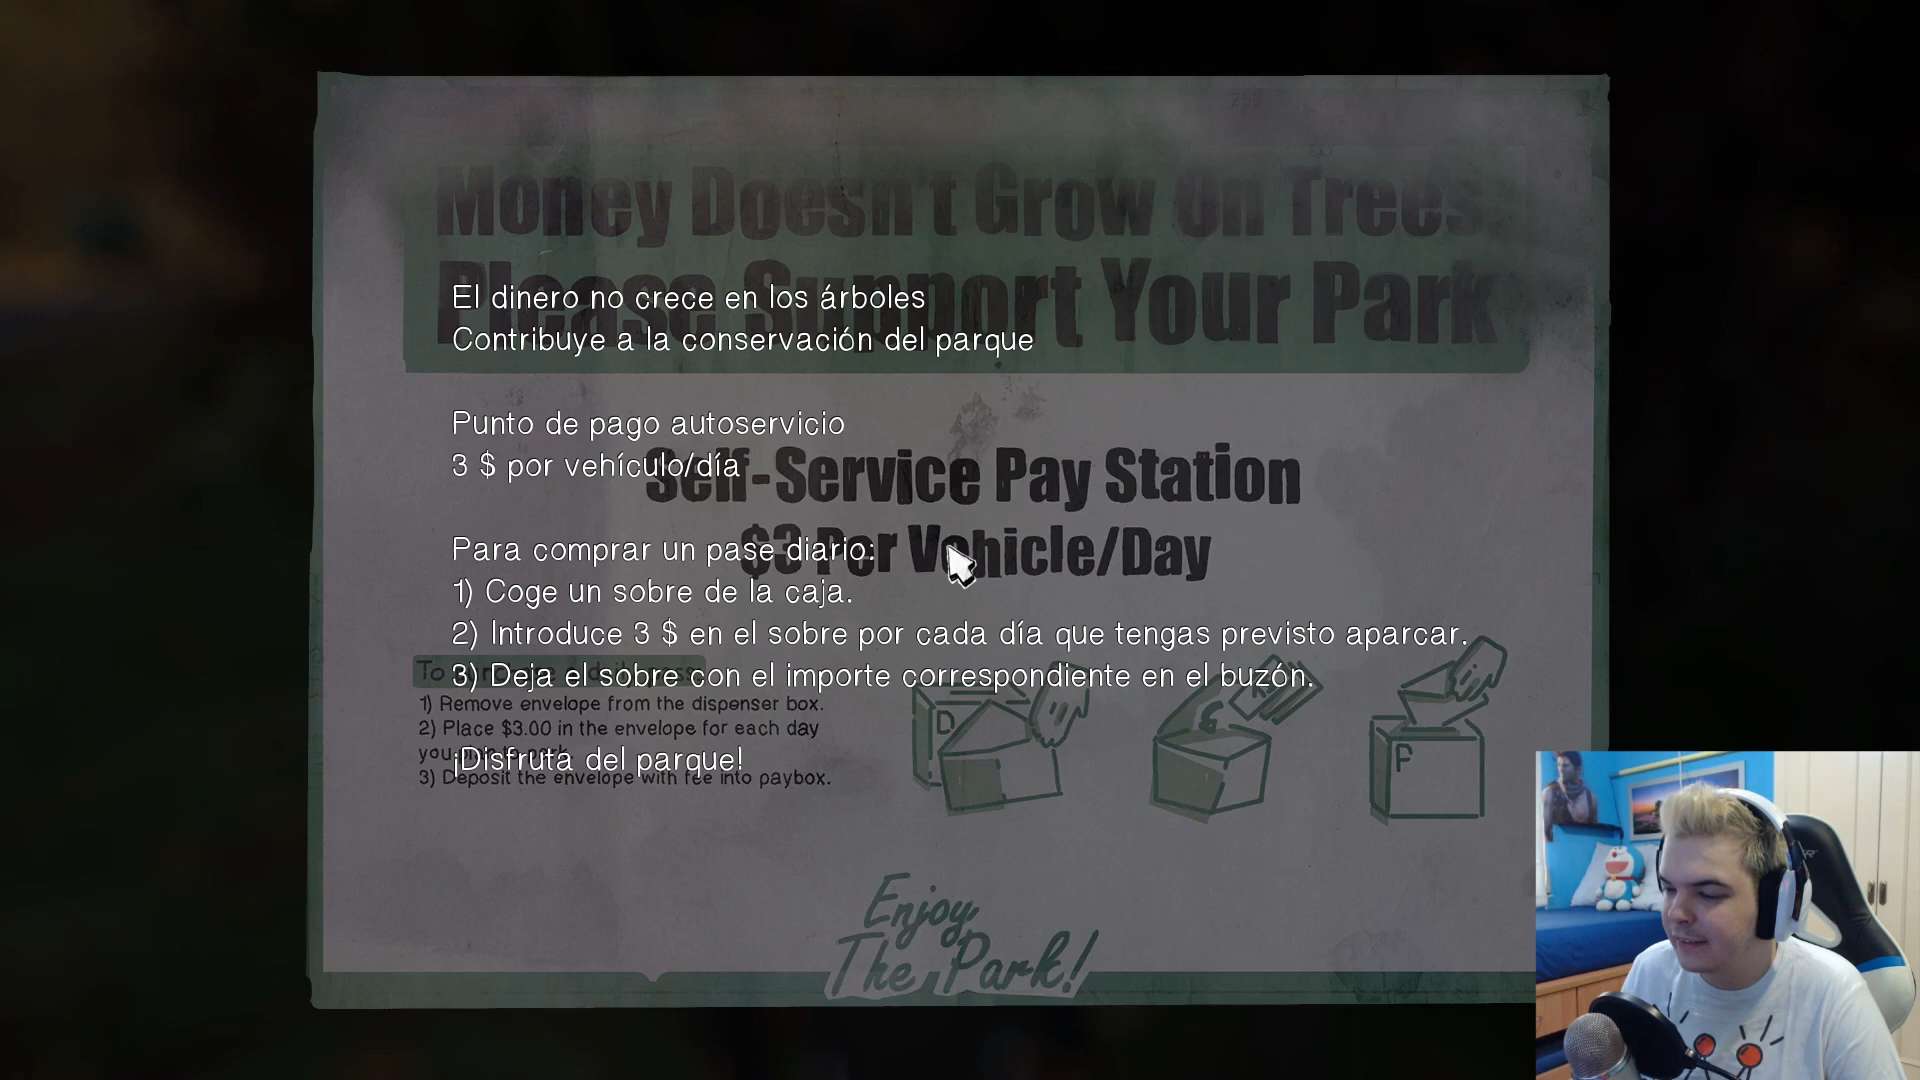 Money Doesn't Grow On Trees
Please Support Your Park
El dinero no crece en los árboles
Contribuye a la conservación del parque
Punto de pago autoservicio
3 $ por vehículo/día
Self-Service Pay Station
$3 Per Vehicle/Day
Para comprar un pase diario:
1) Coge un sobre de la caja.
2) Introduce 3 $ en el sobre por cada día que tengas previsto aparcar.
3) Deja el sobre con el importe correspondiente en el buzón.
¡Disfruta del parque!
To
1) Remove envelope from the dispenser box.
2) Place $3.00 in the envelope for each day
you
3) Deposit the envelope with fee into paybox.
D
P
Enjoy
The Park!